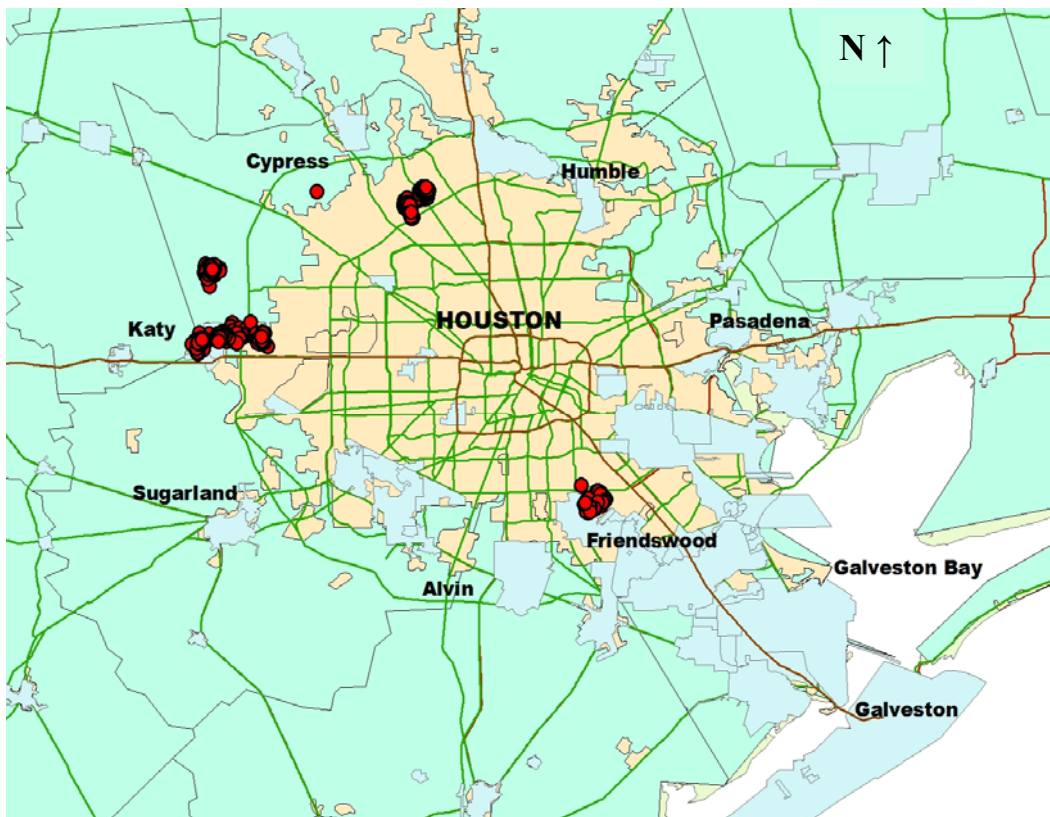 N ↑
Cypress
Humble
HOUSTON
Pasadena
Katy
Sugarland
Friendswood
Galveston Bay
Alvin
Galveston